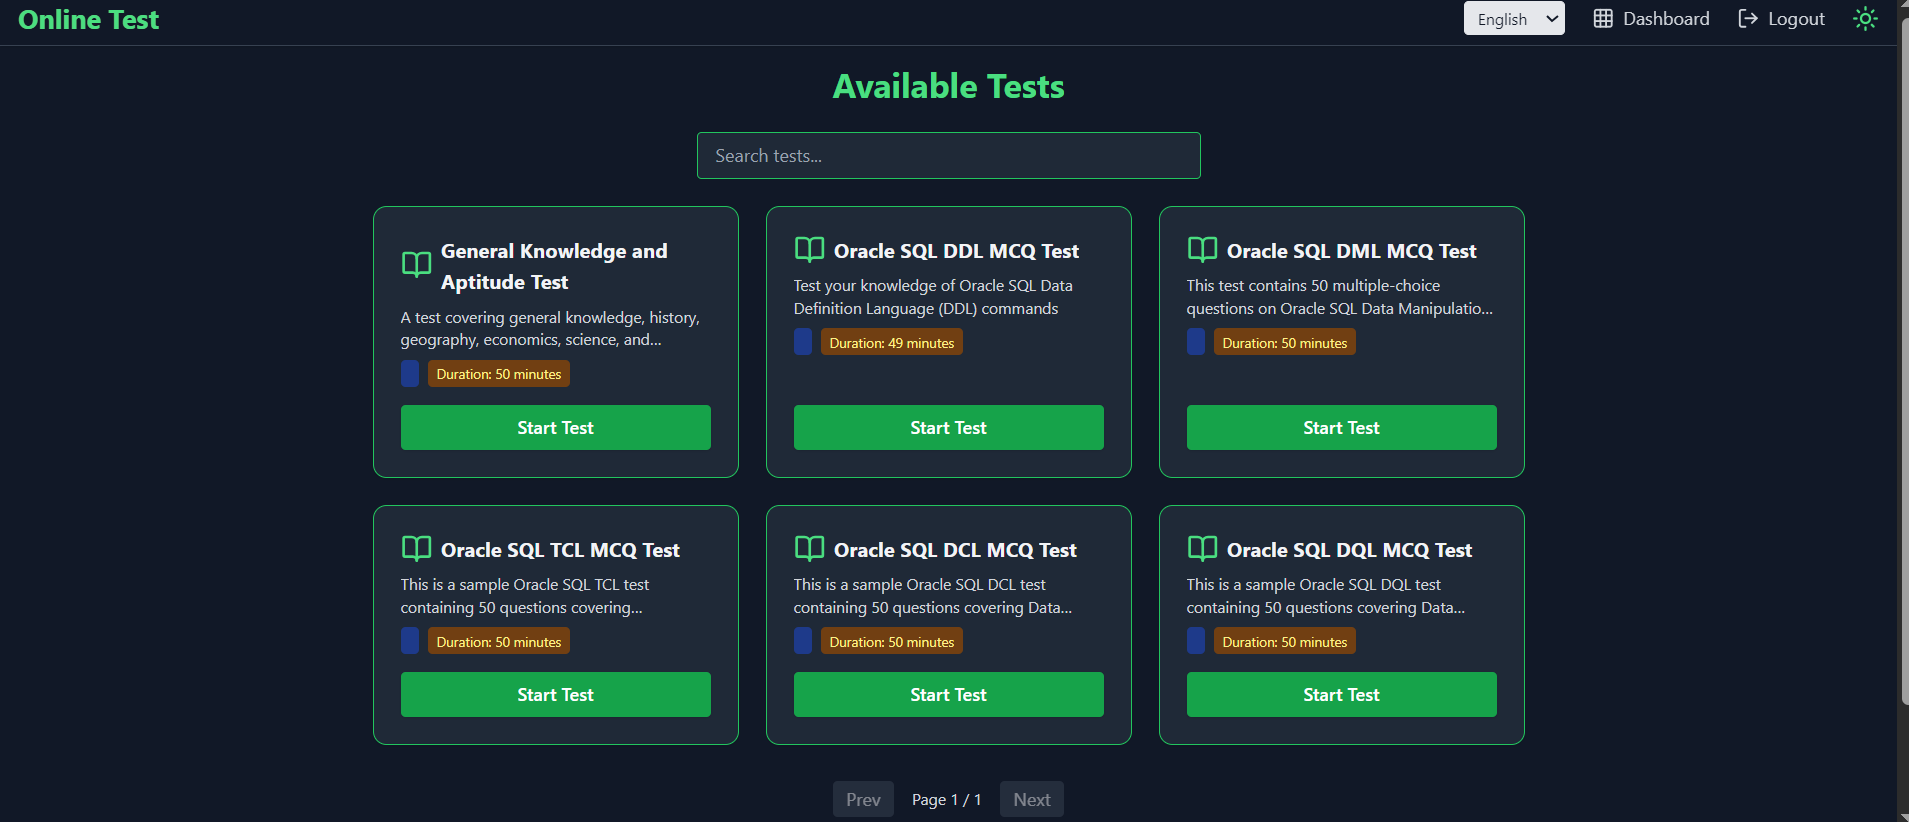 Online Test
English
Dashboard
Logout
Available Tests
Search tests...
General Knowledge and
Aptitude Test
A test covering general knowledge, history,
geography, economics, science, and...
Duration: 50 minutes
Start Test
Oracle SQL DDL MCQ Test
Test your knowledge of Oracle SQL Data
Definition Language (DDL) commands
Duration: 49 minutes
Start Test
Oracle SQL DML MCQ Test
This test contains 50 multiple-choice
questions on Oracle SQL Data Manipulatio...
Duration: 50 minutes
Start Test
Oracle SQL TCL MCQ Test
This is a sample Oracle SQL TCL test
containing 50 questions covering...
Duration: 50 minutes
Start Test
Oracle SQL DCL MCQ Test
This is a sample Oracle SQL DCL test
containing 50 questions covering Data...
Duration: 50 minutes
Start Test
Oracle SQL DQL MCQ Test
This is a sample Oracle SQL DQL test
containing 50 questions covering Data...
Duration: 50 minutes
Start Test
Prev
Page 1 / 1
Next